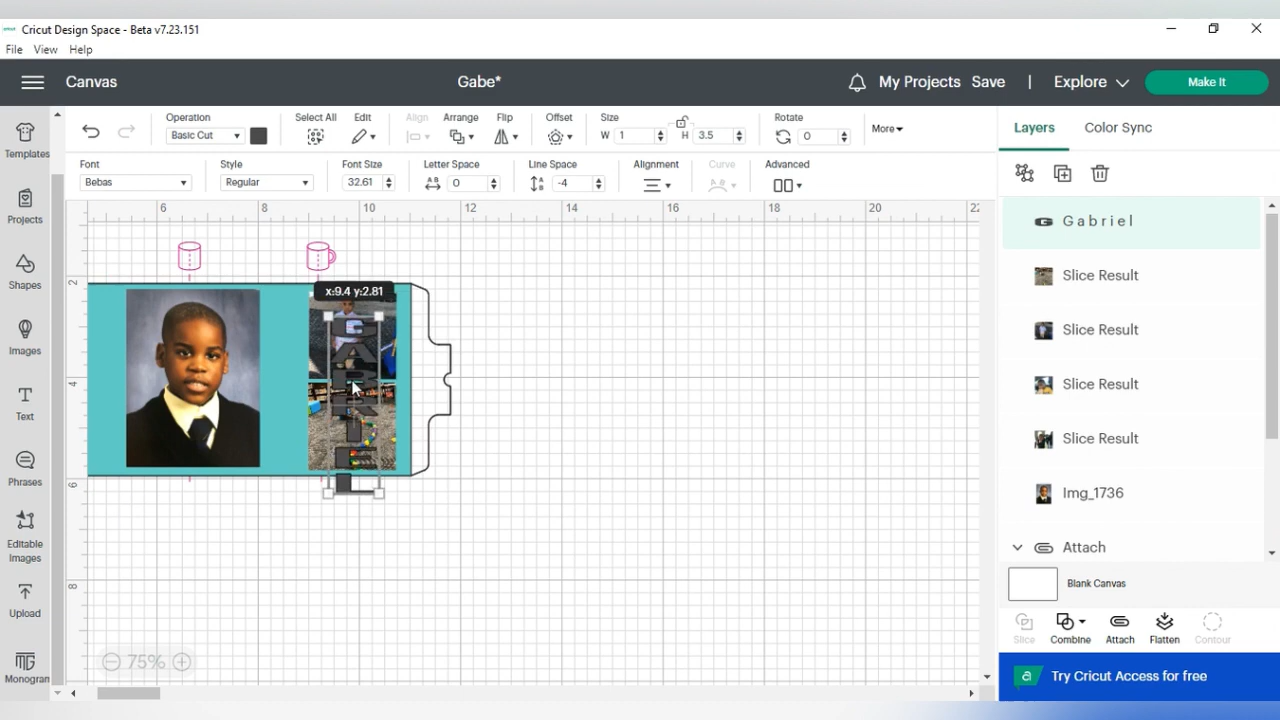 Cricut Design Space - Beta v7.23.151
File View Help
Canvas
Gabe*
My Projects Save | Explore
Make It
Operation
Basic Cut
Select All
Edit
Align
Arrange
Flip
Offset
Size
W 1
H 3.5
Rotate
0
More
Font
Bebas
Style
Regular
Font Size
32.61
Letter Space
0
Line Space
-4
Alignment
Curve
Advanced
Templates
Projects
Shapes
Images
Text
Phrases
Editable
Images
Upload
Monogram
6 8 10 12 14 16 18 20 22
2
4
6
8
x:9.4 y:2.81
G
A
B
R
I
E
L
75%
Layers
Color Sync
G a b r i e l
Slice Result
Slice Result
Slice Result
Slice Result
Img_1736
Attach
Blank Canvas
Slice Combine Attach Flatten Contour
a Try Cricut Access for free